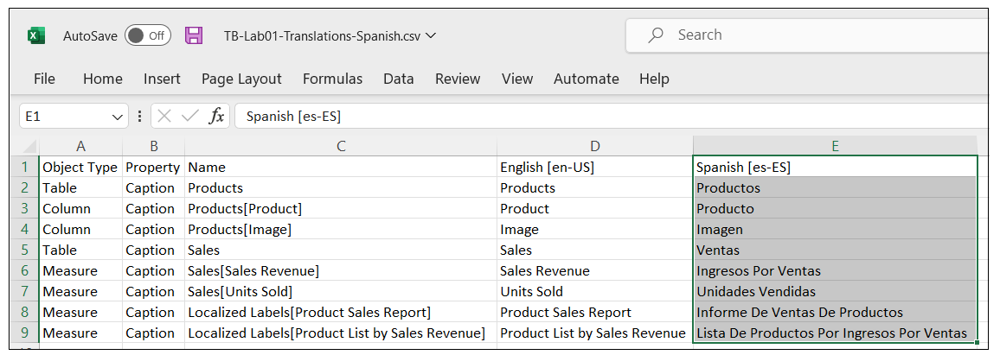 AutoSave Off TB-Lab01-Translations-Spanish.csv Search
File Home Insert Page Layout Formulas Data Review View Automate Help
E1 fx Spanish [es-ES]
A B C D E
1 Object Type Property Name English [en-US] Spanish [es-ES]
2 Table Caption Products Products Productos
3 Column Caption Products[Product] Product Producto
4 Column Caption Products[Image] Image Imagen
5 Table Caption Sales Sales Ventas
6 Measure Caption Sales[Sales Revenue] Sales Revenue Ingresos Por Ventas
7 Measure Caption Sales[Units Sold] Units Sold Unidades Vendidas
8 Measure Caption Localized Labels[Product Sales Report] Product Sales Report Informe De Ventas De Productos
9 Measure Caption Localized Labels[Product List by Sales Revenue] Product List by Sales Revenue Lista De Productos Por Ingresos Por Ventas